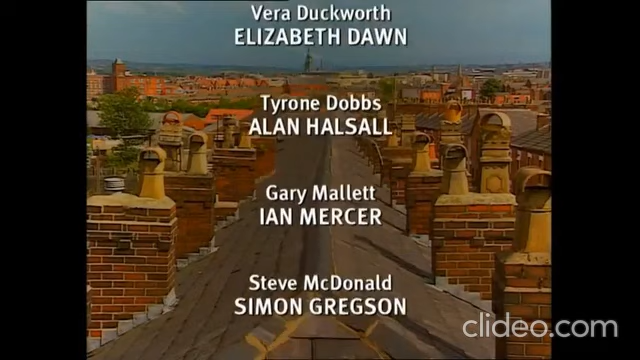 Vera Duckworth
ELIZABETH DAWN
Tyrone Dobbs
ALAN HALSALL
Gary Mallett
IAN MERCER
Steve McDonald
SIMON GREGSON
clideo.com